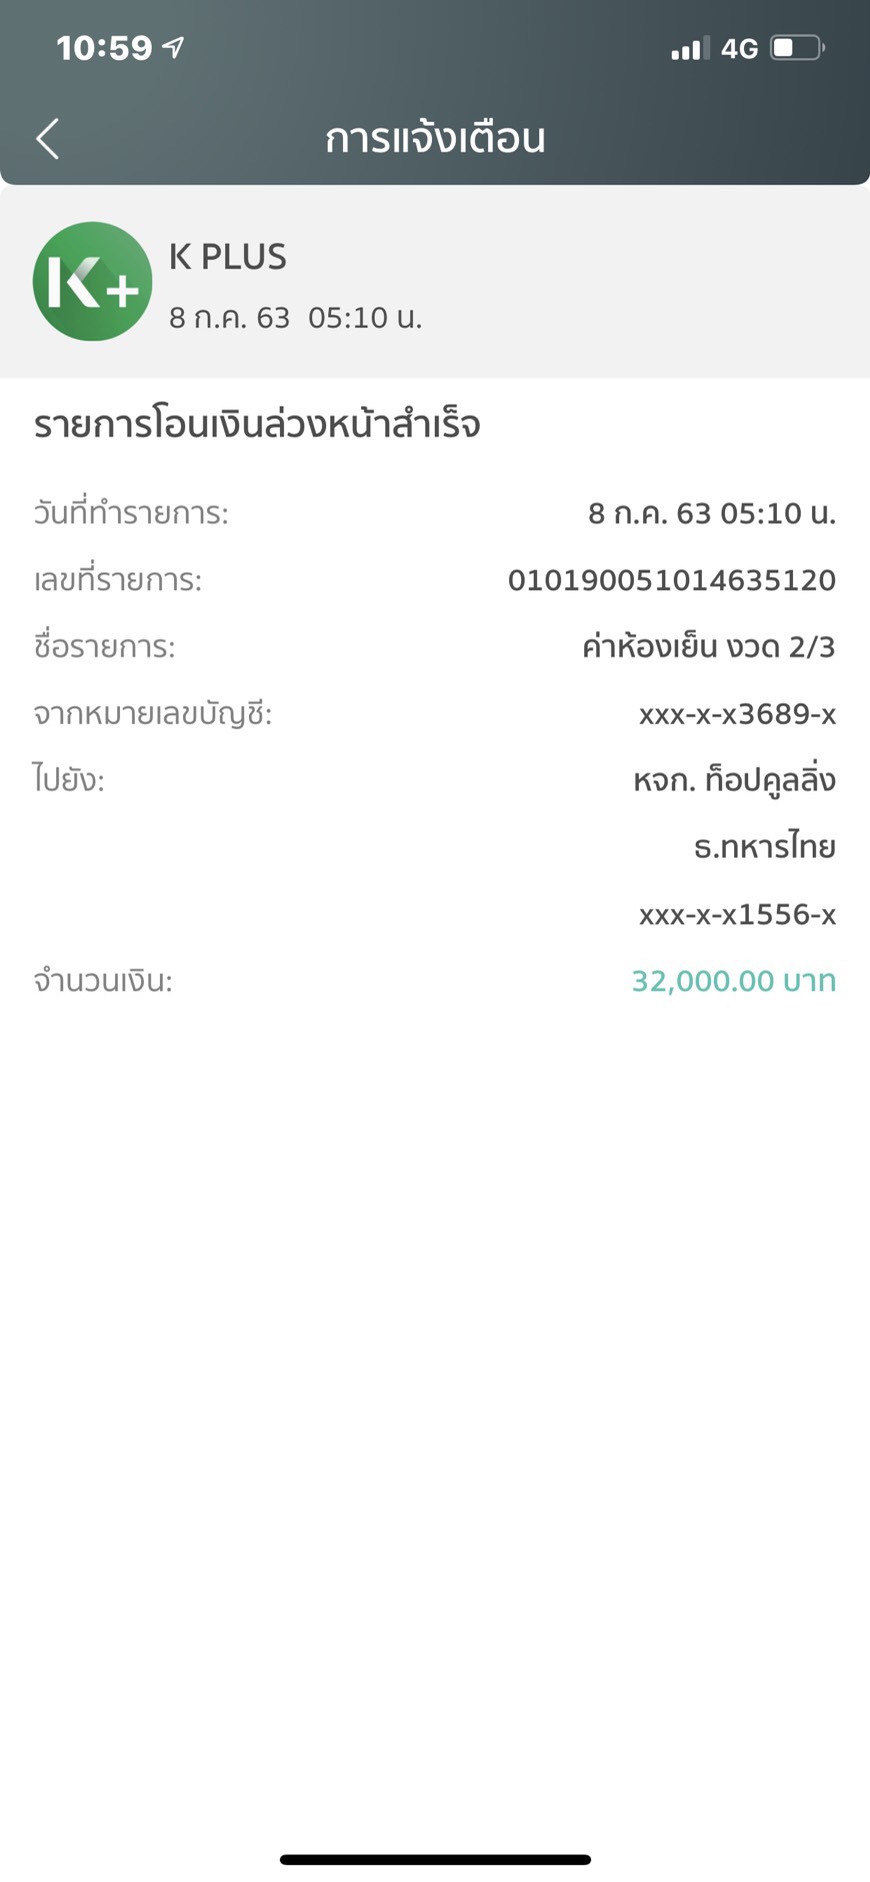 10:59
4G
การแจ้งเตือน
K+
K PLUS
8 ก.ค. 63 05:10 น.
รายการโอนเงินล่วงหน้าสำเร็จ
วันที่ทำรายการ: 8 ก.ค. 63 05:10 น.
เลขที่รายการ: 010190051014635120
ชื่อรายการ: ค่าห้องเย็น งวด 2/3
จากหมายเลขบัญชี: xxx-x-x3689-x
ไปยัง: หจก. ท็อปคูลลิ่ง
ธ.ทหารไทย
xxx-x-x1556-x
จำนวนเงิน: 32,000.00 บาท